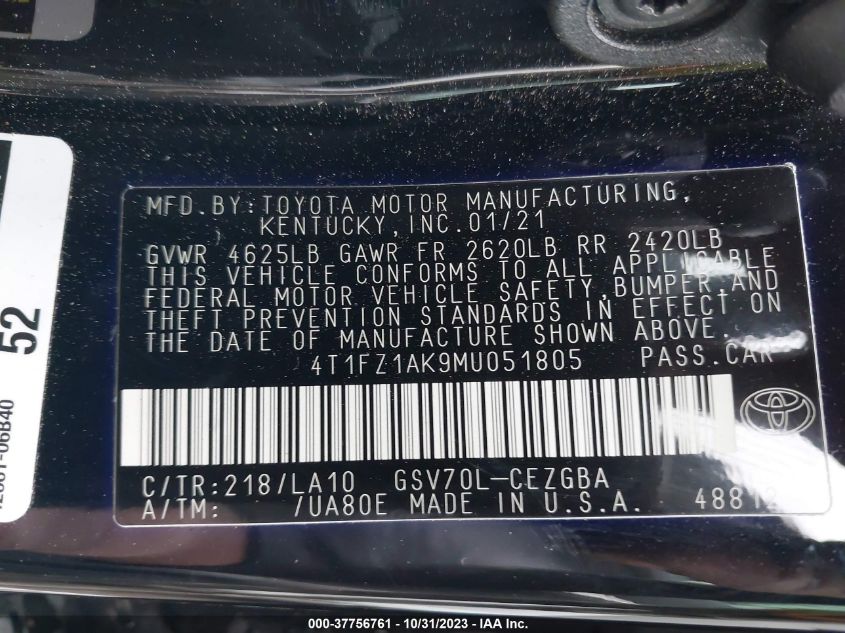 MFD.BY:TOYOTA MOTOR MANUFACTURING,
KENTUCKY,INC.01/21
GVWR 4625LB GAWR FR 2620LB RR 2420LB
THIS VEHICLE CONFORMS TO ALL APPLICABLE
FEDERAL MOTOR VEHICLE SAFETY,BUMPER,AND
THEFT PREVENTION STANDARDS IN EFFECT ON
THE DATE OF MANUFACTURE SHOWN ABOVE.
4T1FZ1AK9MU051805 PASS.CAR
C/TR:218/LA10 GSV70L-CEZGBA
A/TM: /UA80E MADE IN U.S.A. 48812
52
000-37756761 - 10/31/2023 - IAA Inc.